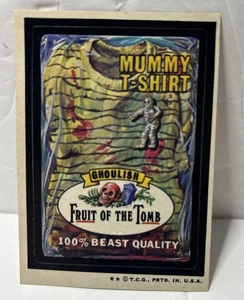 MUMMY
T-SHIRT
GHOULISH
FRUIT OF THE TOMB
100% BEAST QUALITY
★★ © T.C.G., PRTD. IN U.S.A.